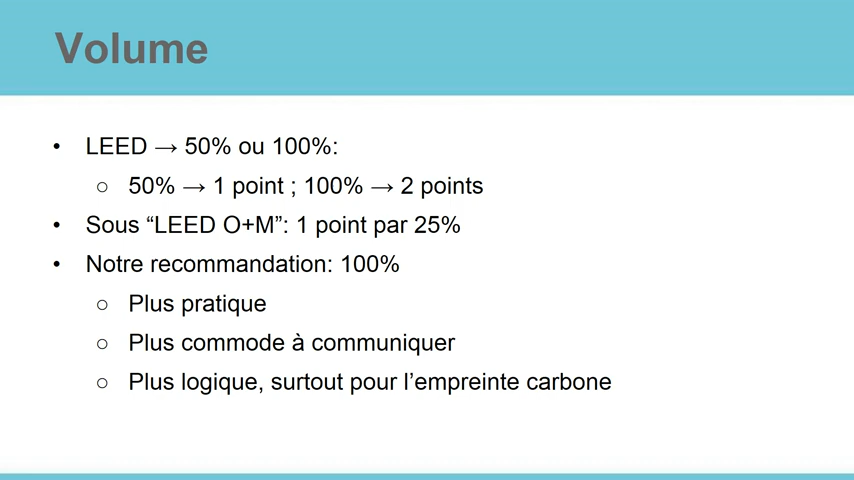 Volume
• LEED → 50% ou 100%:
○ 50% → 1 point ; 100% → 2 points
• Sous “LEED O+M”: 1 point par 25%
• Notre recommandation: 100%
○ Plus pratique
○ Plus commode à communiquer
○ Plus logique, surtout pour l’empreinte carbone